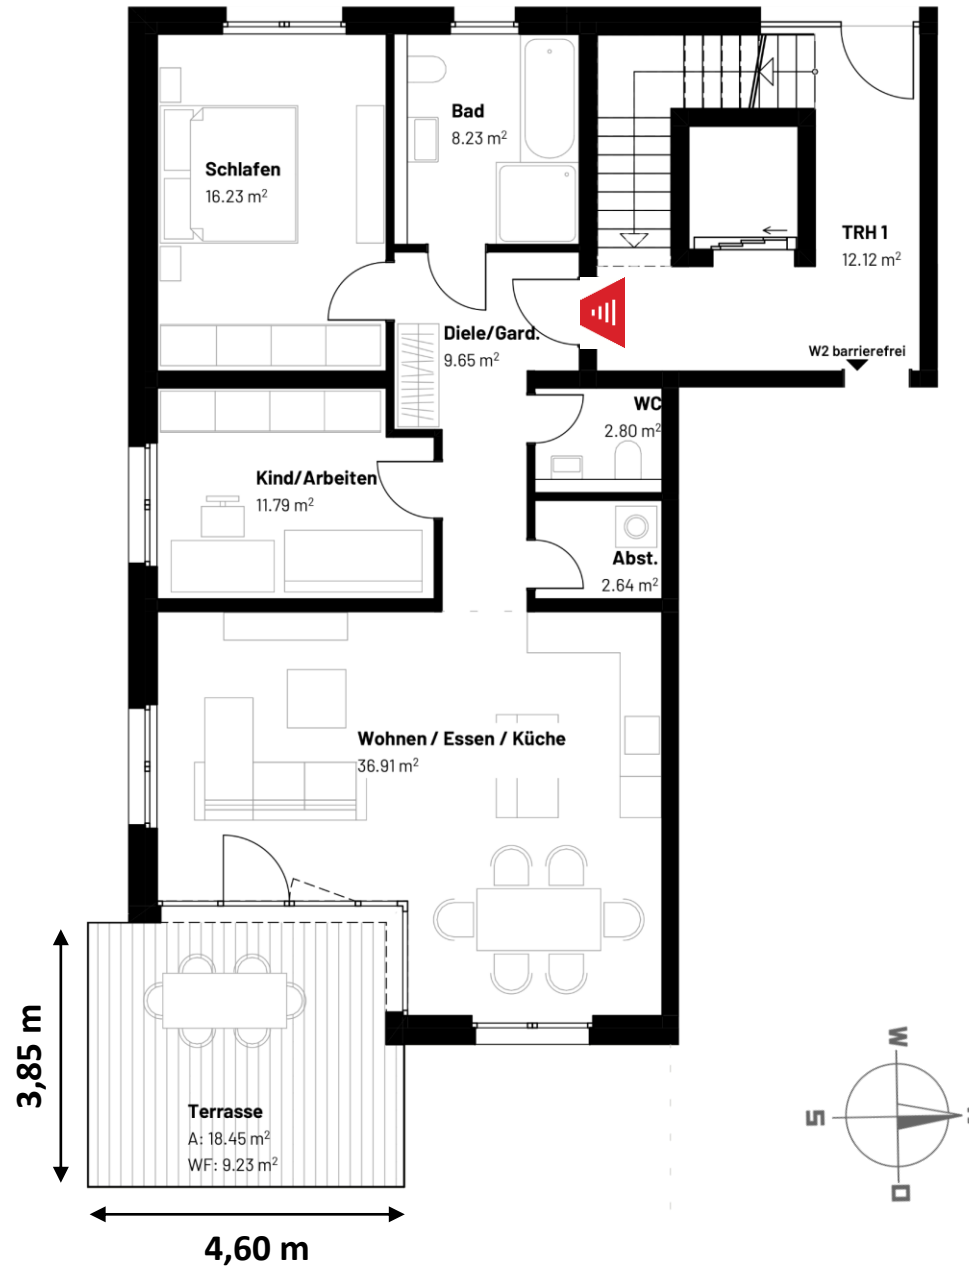 Bad
8.23 m²
Schlafen
16.23 m²
TRH 1
12.12 m²
Diele/Gard.
9.65 m²
W2 barrierefrei
WC
2.80 m²
Kind/Arbeiten
11.79 m²
Abst.
2.64 m²
Wohnen / Essen / Küche
36.91 m²
3,85 m
Terrasse
A: 18.45 m²
WF: 9.23 m²
4,60 m
W
S
O